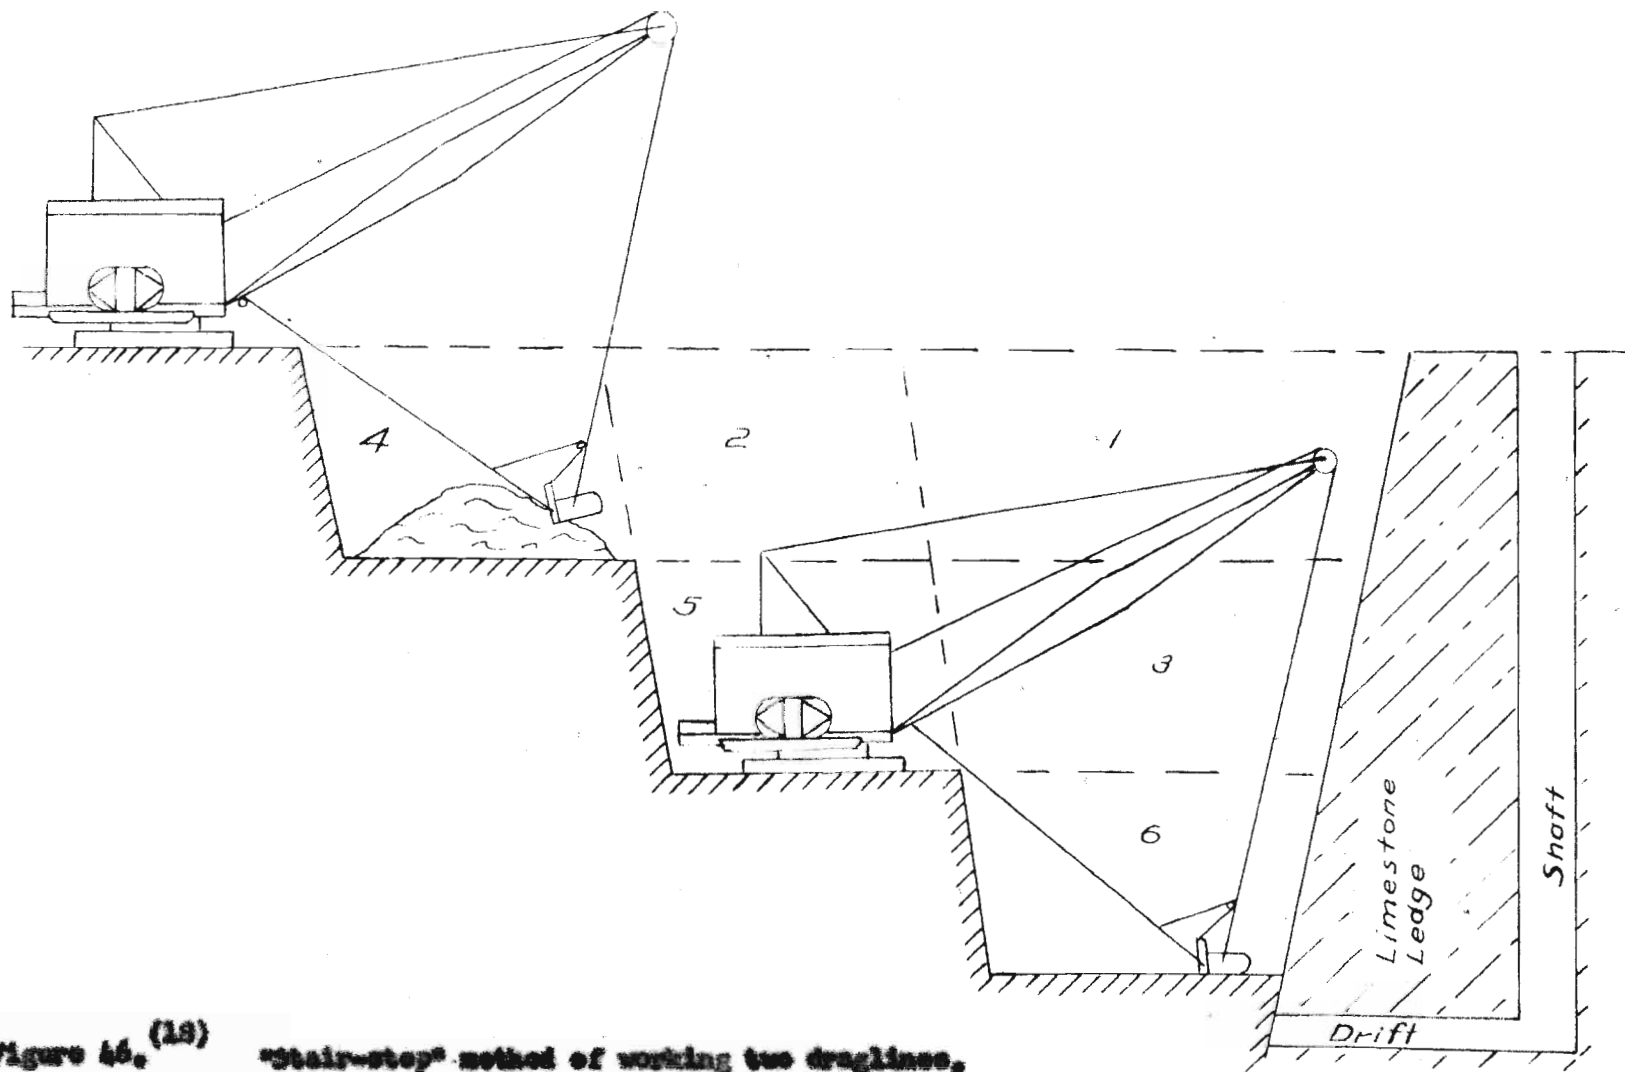 4
2
1
5
3
6
Limestone
Ledge
Shaft
Drift
Figure 46. (18) "Stair-step" method of working two draglines.